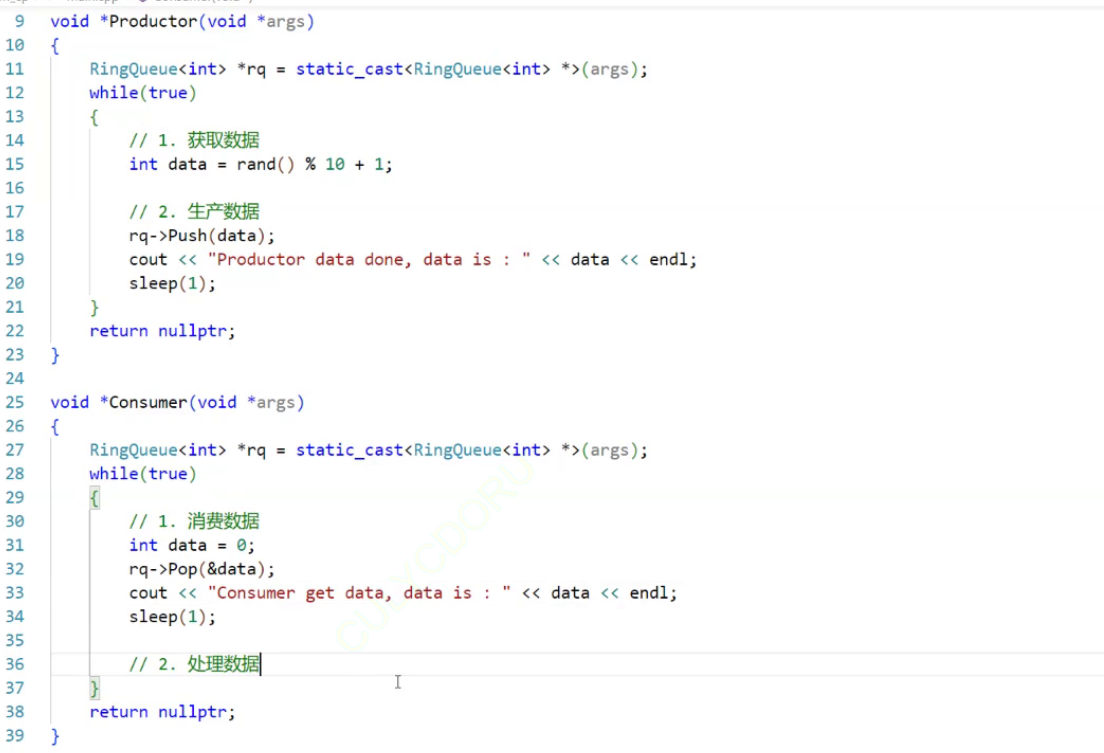 9 void *Productor(void *args)
10 {
11 RingQueue<int> *rq = static_cast<RingQueue<int> *>(args);
12 while(true)
13 {
14 // 1. 获取数据
15 int data = rand() % 10 + 1;
16
17 // 2. 生产数据
18 rq->Push(data);
19 cout << "Productor data done, data is : " << data << endl;
20 sleep(1);
21 }
22 return nullptr;
23 }
24
25 void *Consumer(void *args)
26 {
27 RingQueue<int> *rq = static_cast<RingQueue<int> *>(args);
28 while(true)
29 {
30 // 1. 消费数据
31 int data = 0;
32 rq->Pop(&data);
33 cout << "Consumer get data, data is : " << data << endl;
34 sleep(1);
35
36 // 2. 处理数据
37 }
38 return nullptr;
39 }